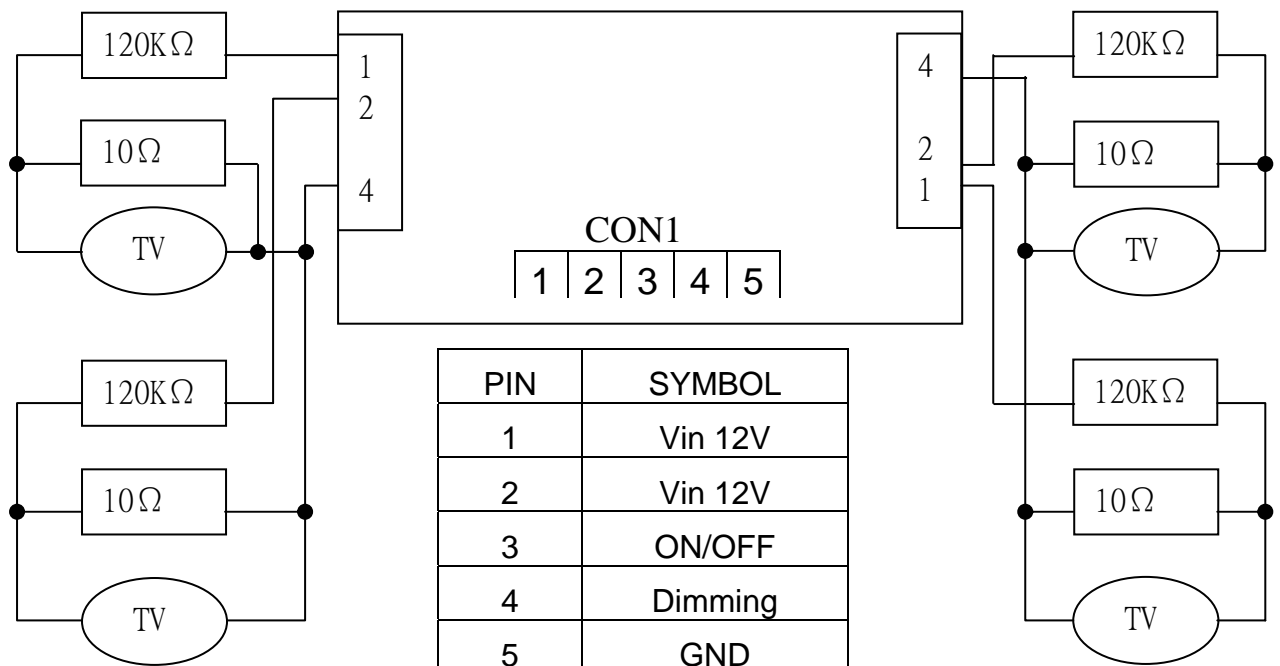 120KΩ
10Ω
TV
120KΩ
10Ω
TV
1
2
4
CON1
1 2 3 4 5
4
2
1
120KΩ
10Ω
TV
120KΩ
10Ω
TV
PIN SYMBOL
1 Vin 12V
2 Vin 12V
3 ON/OFF
4 Dimming
5 GND